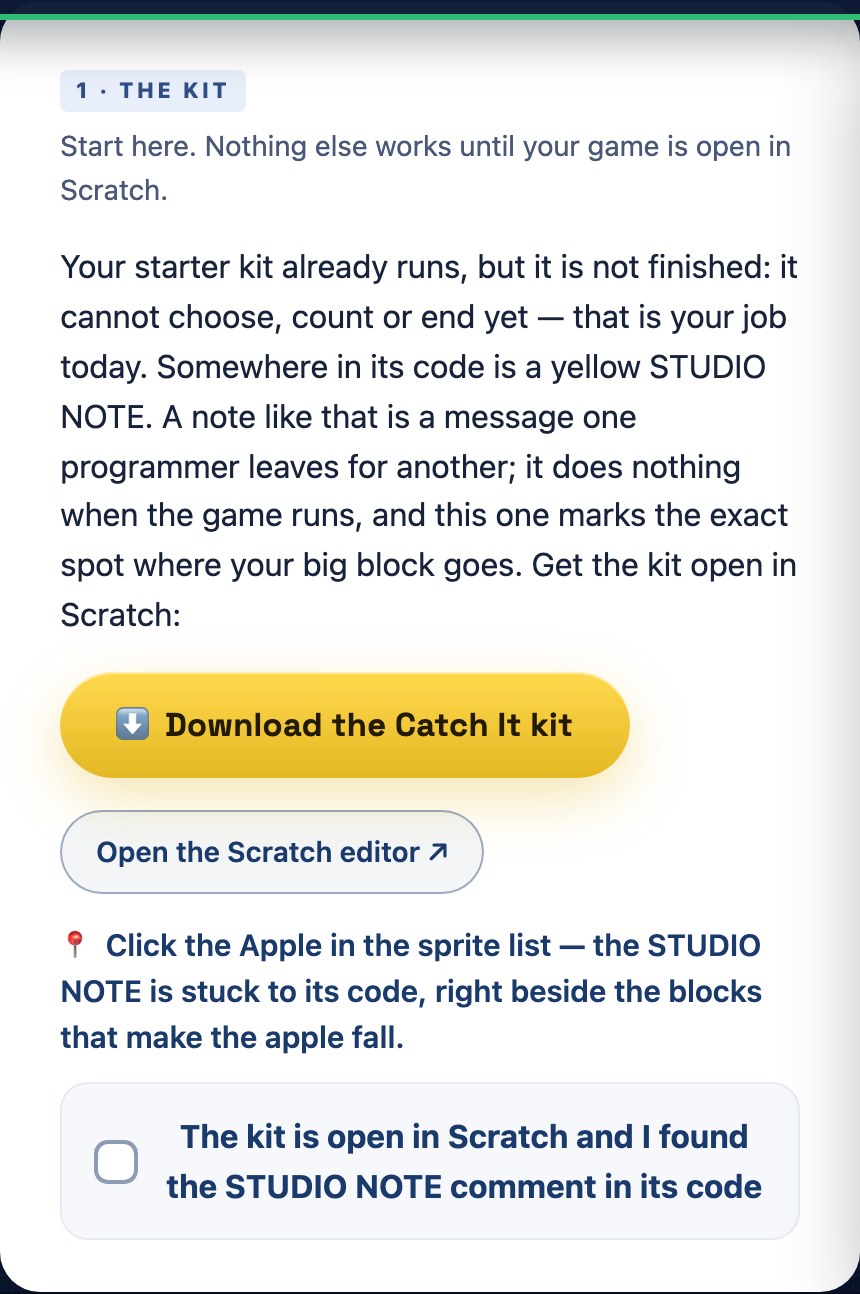 1 · THE KIT
Start here. Nothing else works until your game is open in
Scratch.
Your starter kit already runs, but it is not finished: it
cannot choose, count or end yet — that is your job
today. Somewhere in its code is a yellow STUDIO
NOTE. A note like that is a message one
programmer leaves for another; it does nothing
when the game runs, and this one marks the exact
spot where your big block goes. Get the kit open in
Scratch:
⬇️ Download the Catch It kit
Open the Scratch editor ↗
📍 Click the Apple in the sprite list — the STUDIO
NOTE is stuck to its code, right beside the blocks
that make the apple fall.
The kit is open in Scratch and I found
the STUDIO NOTE comment in its code